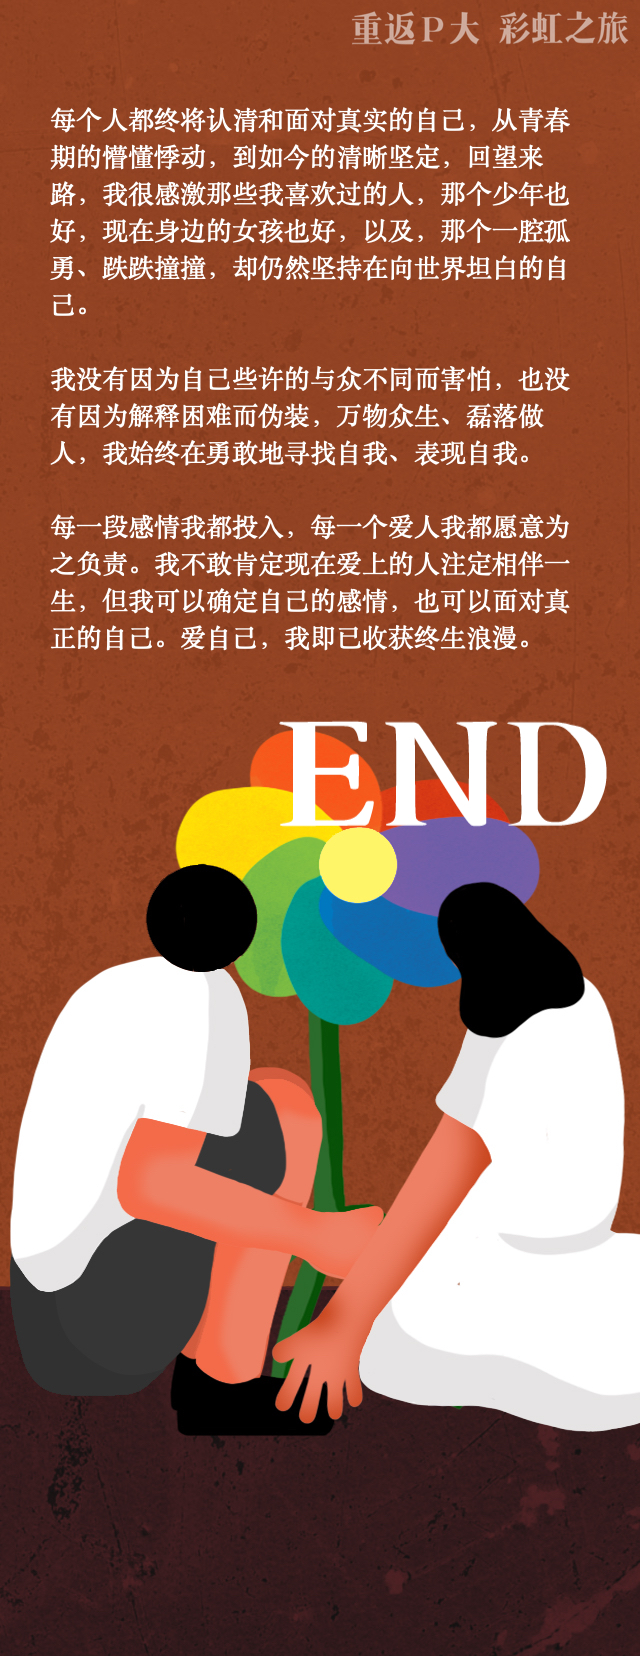 重返P大 彩虹之旅
每个人都终将认清和面对真实的自己，从青春
期的懵懂悸动，到如今的清晰坚定，回望来
路，我很感激那些我喜欢过的人，那个少年也
好，现在身边的女孩也好，以及，那个一腔孤
勇、跌跌撞撞，却仍然坚持在向世界坦白的自
己。
我没有因为自己些许的与众不同而害怕，也没
有因为解释困难而伪装，万物众生、磊落做
人，我始终在勇敢地寻找自我、表现自我。
每一段感情我都投入，每一个爱人我都愿意为
之负责。我不敢肯定现在爱上的人注定相伴一
生，但我可以确定自己的感情，也可以面对真
正的自己。爱自己，我即已收获终生浪漫。
END